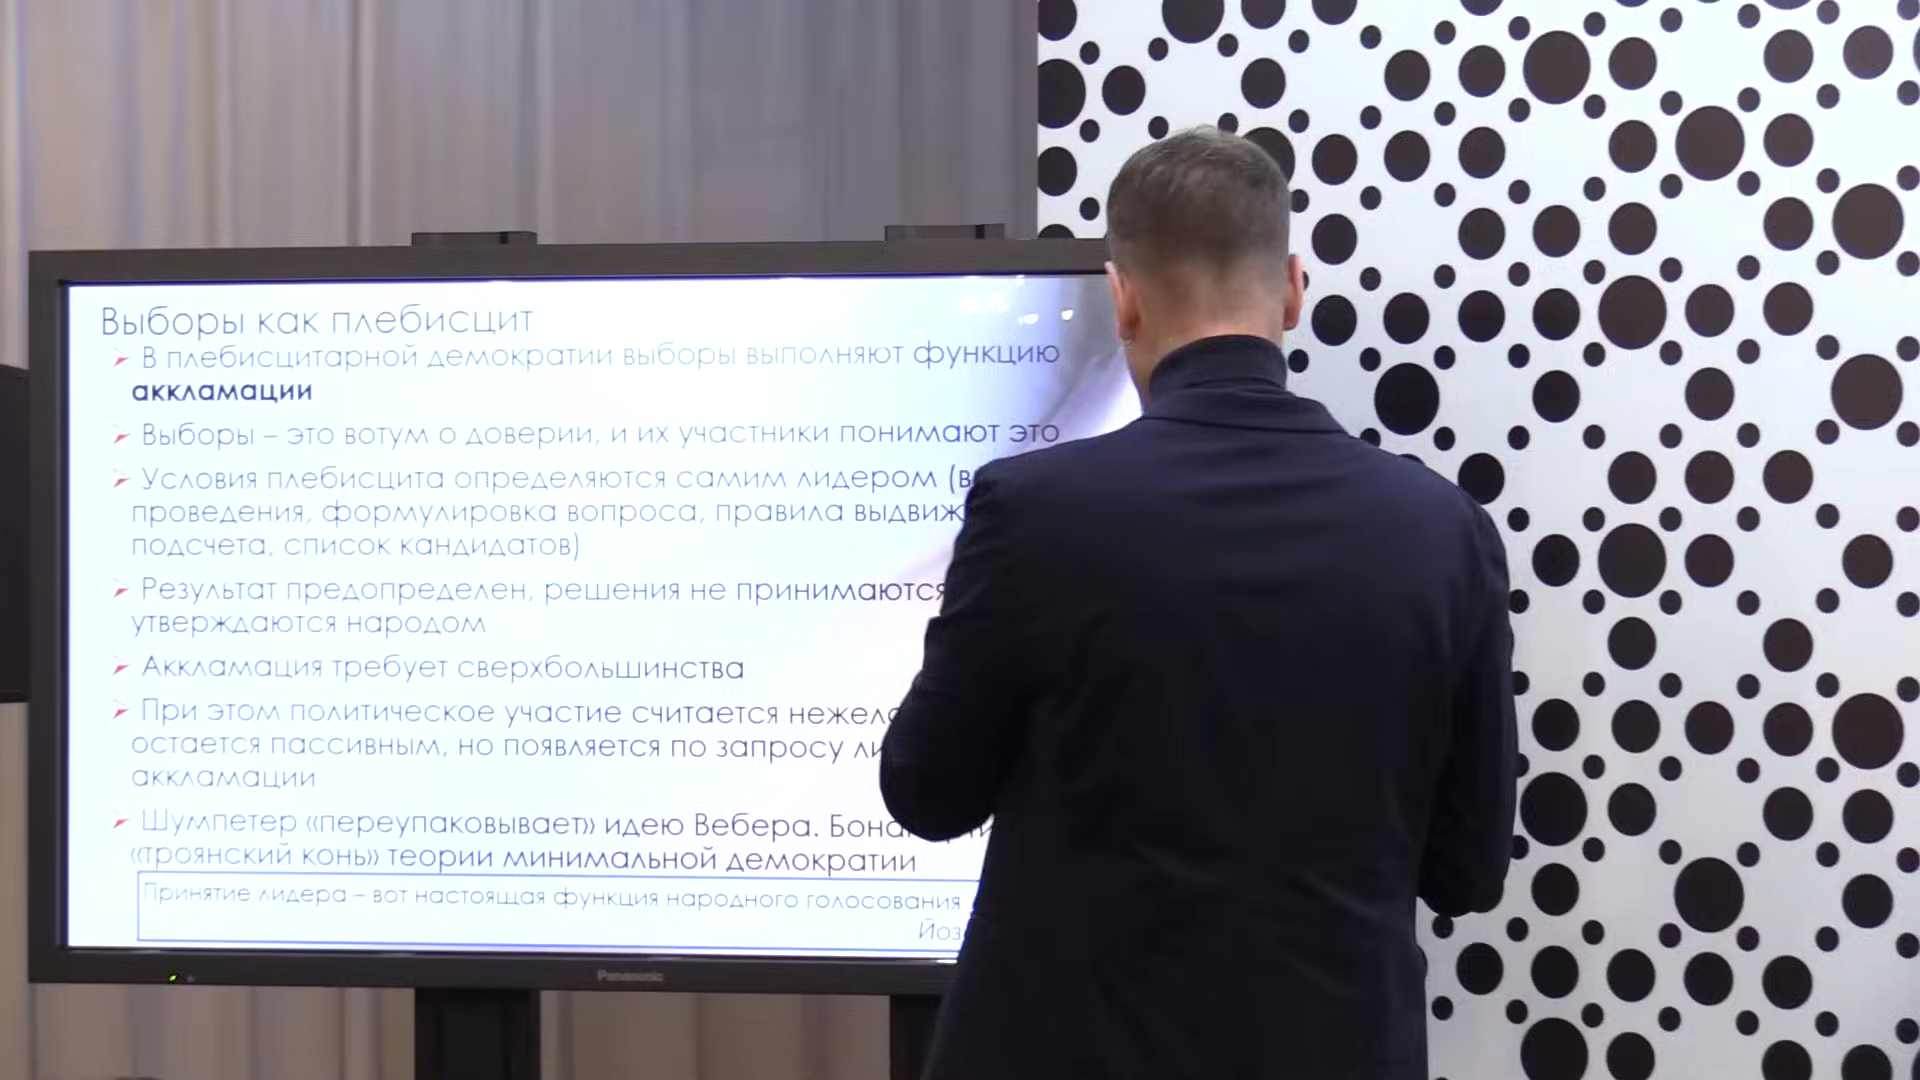 Выборы как плебисцит
В плебисцитарной демократии выборы выполняют функцию
аккламации
Выборы – это вотум о доверии, и их участники понимают это
Условия плебисцита определяются самим лидером
проведения, формулировка вопроса, правила
подсчета, список кандидатов)
Результат предопределен, решения не принимаются
утверждаются народом
Аккламация требует сверхбольшинства
При этом политическое участие считается
остается пассивным, но появляется по запросу
аккламации
Шумпетер «переупаковывает» идею Вебера.
«троянский конь» теории минимальной демократии
Принятие лидера – вот настоящая функция народного голосования
Panasonic